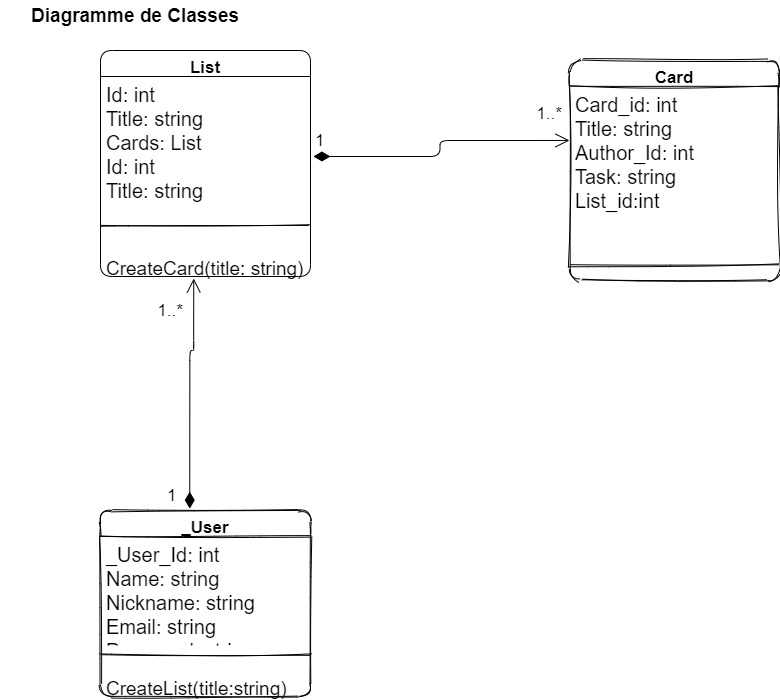 Diagramme de Classes
List
Id: int
Title: string
Cards: List
Id: int
Title: string
CreateCard(title: string)
1
1..*
Card
Card_id: int
Title: string
Author_Id: int
Task: string
List_id:int
1..*
1
_User
_User_Id: int
Name: string
Nickname: string
Email: string
CreateList(title:string)